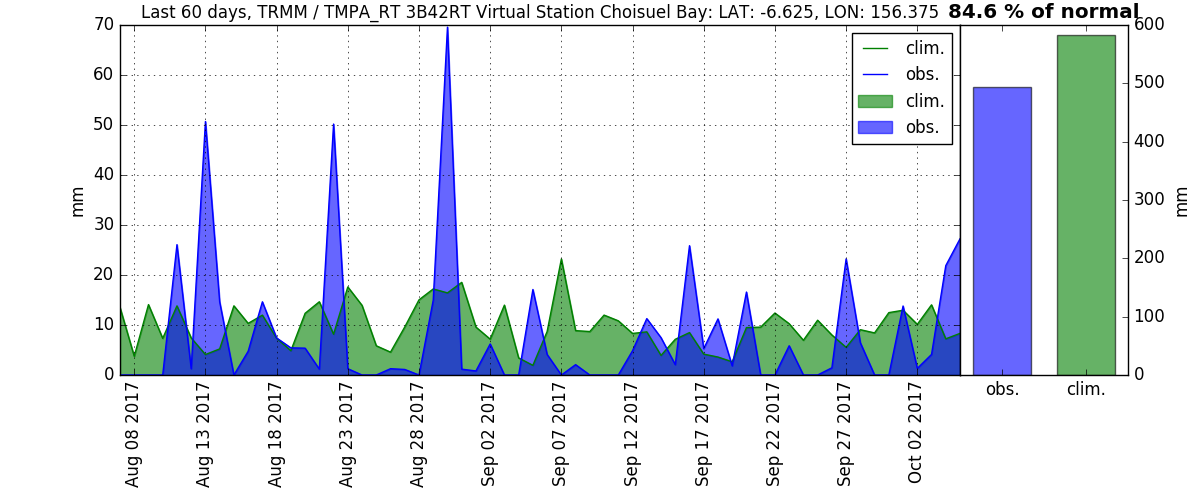 Last 60 days, TRMM / TMPA_RT 3B42RT Virtual Station Choisuel Bay: LAT: -6.625, LON: 156.375
84.6 % of normal
70
60
50
40
30
20
10
0
mm
clim.
obs.
clim.
obs.
600
500
400
300
200
100
0
mm
Aug 08 2017
Aug 13 2017
Aug 18 2017
Aug 23 2017
Aug 28 2017
Sep 02 2017
Sep 07 2017
Sep 12 2017
Sep 17 2017
Sep 22 2017
Sep 27 2017
Oct 02 2017
obs.
clim.